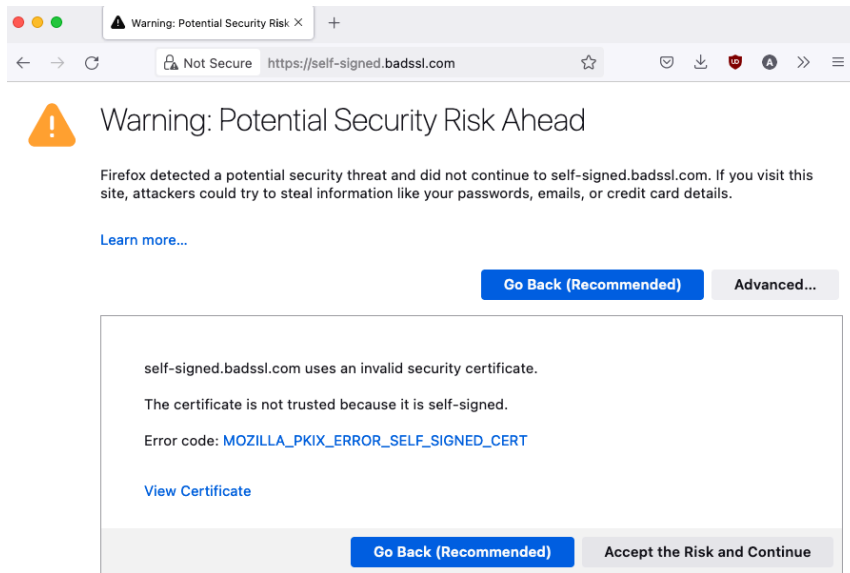 Warning: Potential Security Risk
Not Secure https://self-signed.badssl.com
Warning: Potential Security Risk Ahead
Firefox detected a potential security threat and did not continue to self-signed.badssl.com. If you visit this
site, attackers could try to steal information like your passwords, emails, or credit card details.
Learn more...
Go Back (Recommended) Advanced...
self-signed.badssl.com uses an invalid security certificate.
The certificate is not trusted because it is self-signed.
Error code: MOZILLA_PKIX_ERROR_SELF_SIGNED_CERT
View Certificate
Go Back (Recommended) Accept the Risk and Continue